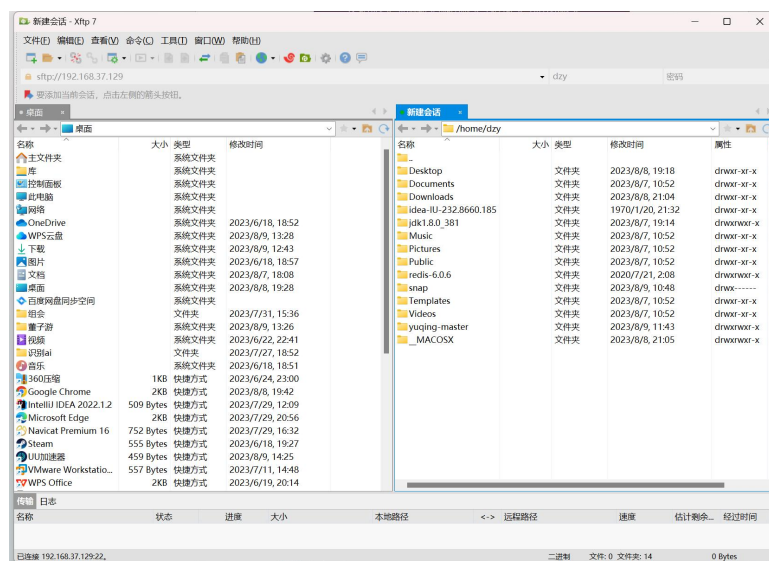 新建会话 - Xftp 7
文件(F) 编辑(E) 查看(V) 命令(C) 工具(T) 窗口(W) 帮助(H)
sftp://192.168.37.129 dzy 密码
要添加当前会话，点击左侧的箭头按钮。
桌面 × 新建会话 ×
桌面 /home/dzy
名称 大小 类型 修改时间 名称 大小 类型 修改时间 属性
主文件夹 系统文件夹 ..
库 系统文件夹 Desktop 文件夹 2023/8/8, 19:18 drwxr-xr-x
控制面板 系统文件夹 Documents 文件夹 2023/8/7, 10:52 drwxr-xr-x
此电脑 系统文件夹 Downloads 文件夹 2023/8/8, 21:04 drwxr-xr-x
网络 系统文件夹 idea-IU-232.8660.185 文件夹 1970/1/20, 21:32 drwxr-xr-x
OneDrive 系统文件夹 2023/6/18, 18:52 jdk1.8.0_381 文件夹 2023/8/7, 19:14 drwxrwxr-x
WPS云盘 系统文件夹 2023/8/9, 13:28 Music 文件夹 2023/8/7, 10:52 drwxr-xr-x
下载 系统文件夹 2023/8/9, 12:43 Pictures 文件夹 2023/8/7, 10:52 drwxr-xr-x
图片 系统文件夹 2023/6/18, 18:57 Public 文件夹 2023/8/7, 10:52 drwxr-xr-x
文档 系统文件夹 2023/8/7, 18:08 redis-6.0.6 文件夹 2020/7/21, 2:08 drwxrwxr-x
桌面 系统文件夹 2023/8/8, 19:28 snap 文件夹 2023/8/9, 10:48 drwx------
百度网盘同步空间 系统文件夹 Templates 文件夹 2023/8/7, 10:52 drwxr-xr-x
组会 文件夹 2023/7/31, 15:36 Videos 文件夹 2023/8/7, 10:52 drwxr-xr-x
董子游 系统文件夹 2023/8/9, 13:26 yuqing-master 文件夹 2023/8/9, 11:43 drwxrwxr-x
视频 系统文件夹 2023/6/22, 22:41 __MACOSX 文件夹 2023/8/8, 21:05 drwxrwxr-x
识别ai 文件夹 2023/7/27, 18:52
音乐 系统文件夹 2023/6/18, 18:51
360压缩 1KB 快捷方式 2023/6/24, 23:00
Google Chrome 2KB 快捷方式 2023/8/8, 19:42
IntelliJ IDEA 2022.1.2 509 Bytes 快捷方式 2023/7/29, 12:09
Microsoft Edge 2KB 快捷方式 2023/7/29, 20:56
Navicat Premium 16 752 Bytes 快捷方式 2023/7/29, 16:32
Steam 555 Bytes 快捷方式 2023/6/18, 19:27
UU加速器 459 Bytes 快捷方式 2023/8/9, 14:25
VMware Workstatio... 557 Bytes 快捷方式 2023/7/11, 14:48
WPS Office 2KB 快捷方式 2023/6/19, 20:14
传输 日志
名称 状态 进度 大小 本地路径 <-> 远程路径 速度 估计剩余... 经过时间
已连接 192.168.37.129:22。 二进制 文件: 0 文件夹: 14 0 Bytes